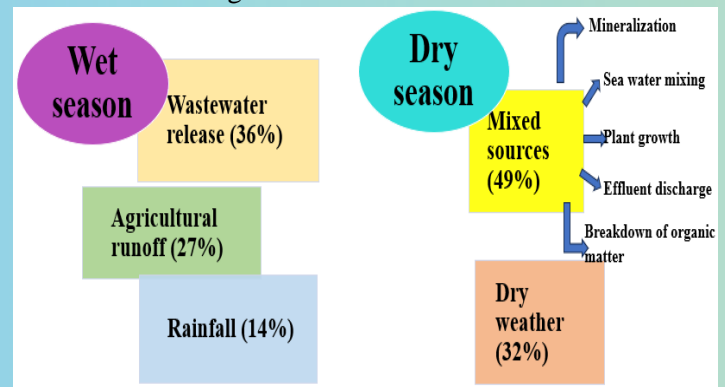 Wet
season
Wastewater
release (36%)
Agricultural
runoff (27%)
Rainfall (14%)
Dry
season
Mixed
sources
(49%)
Mineralization
Sea water mixing
Plant growth
Effluent discharge
Breakdown of organic
matter
Dry
weather
(32%)